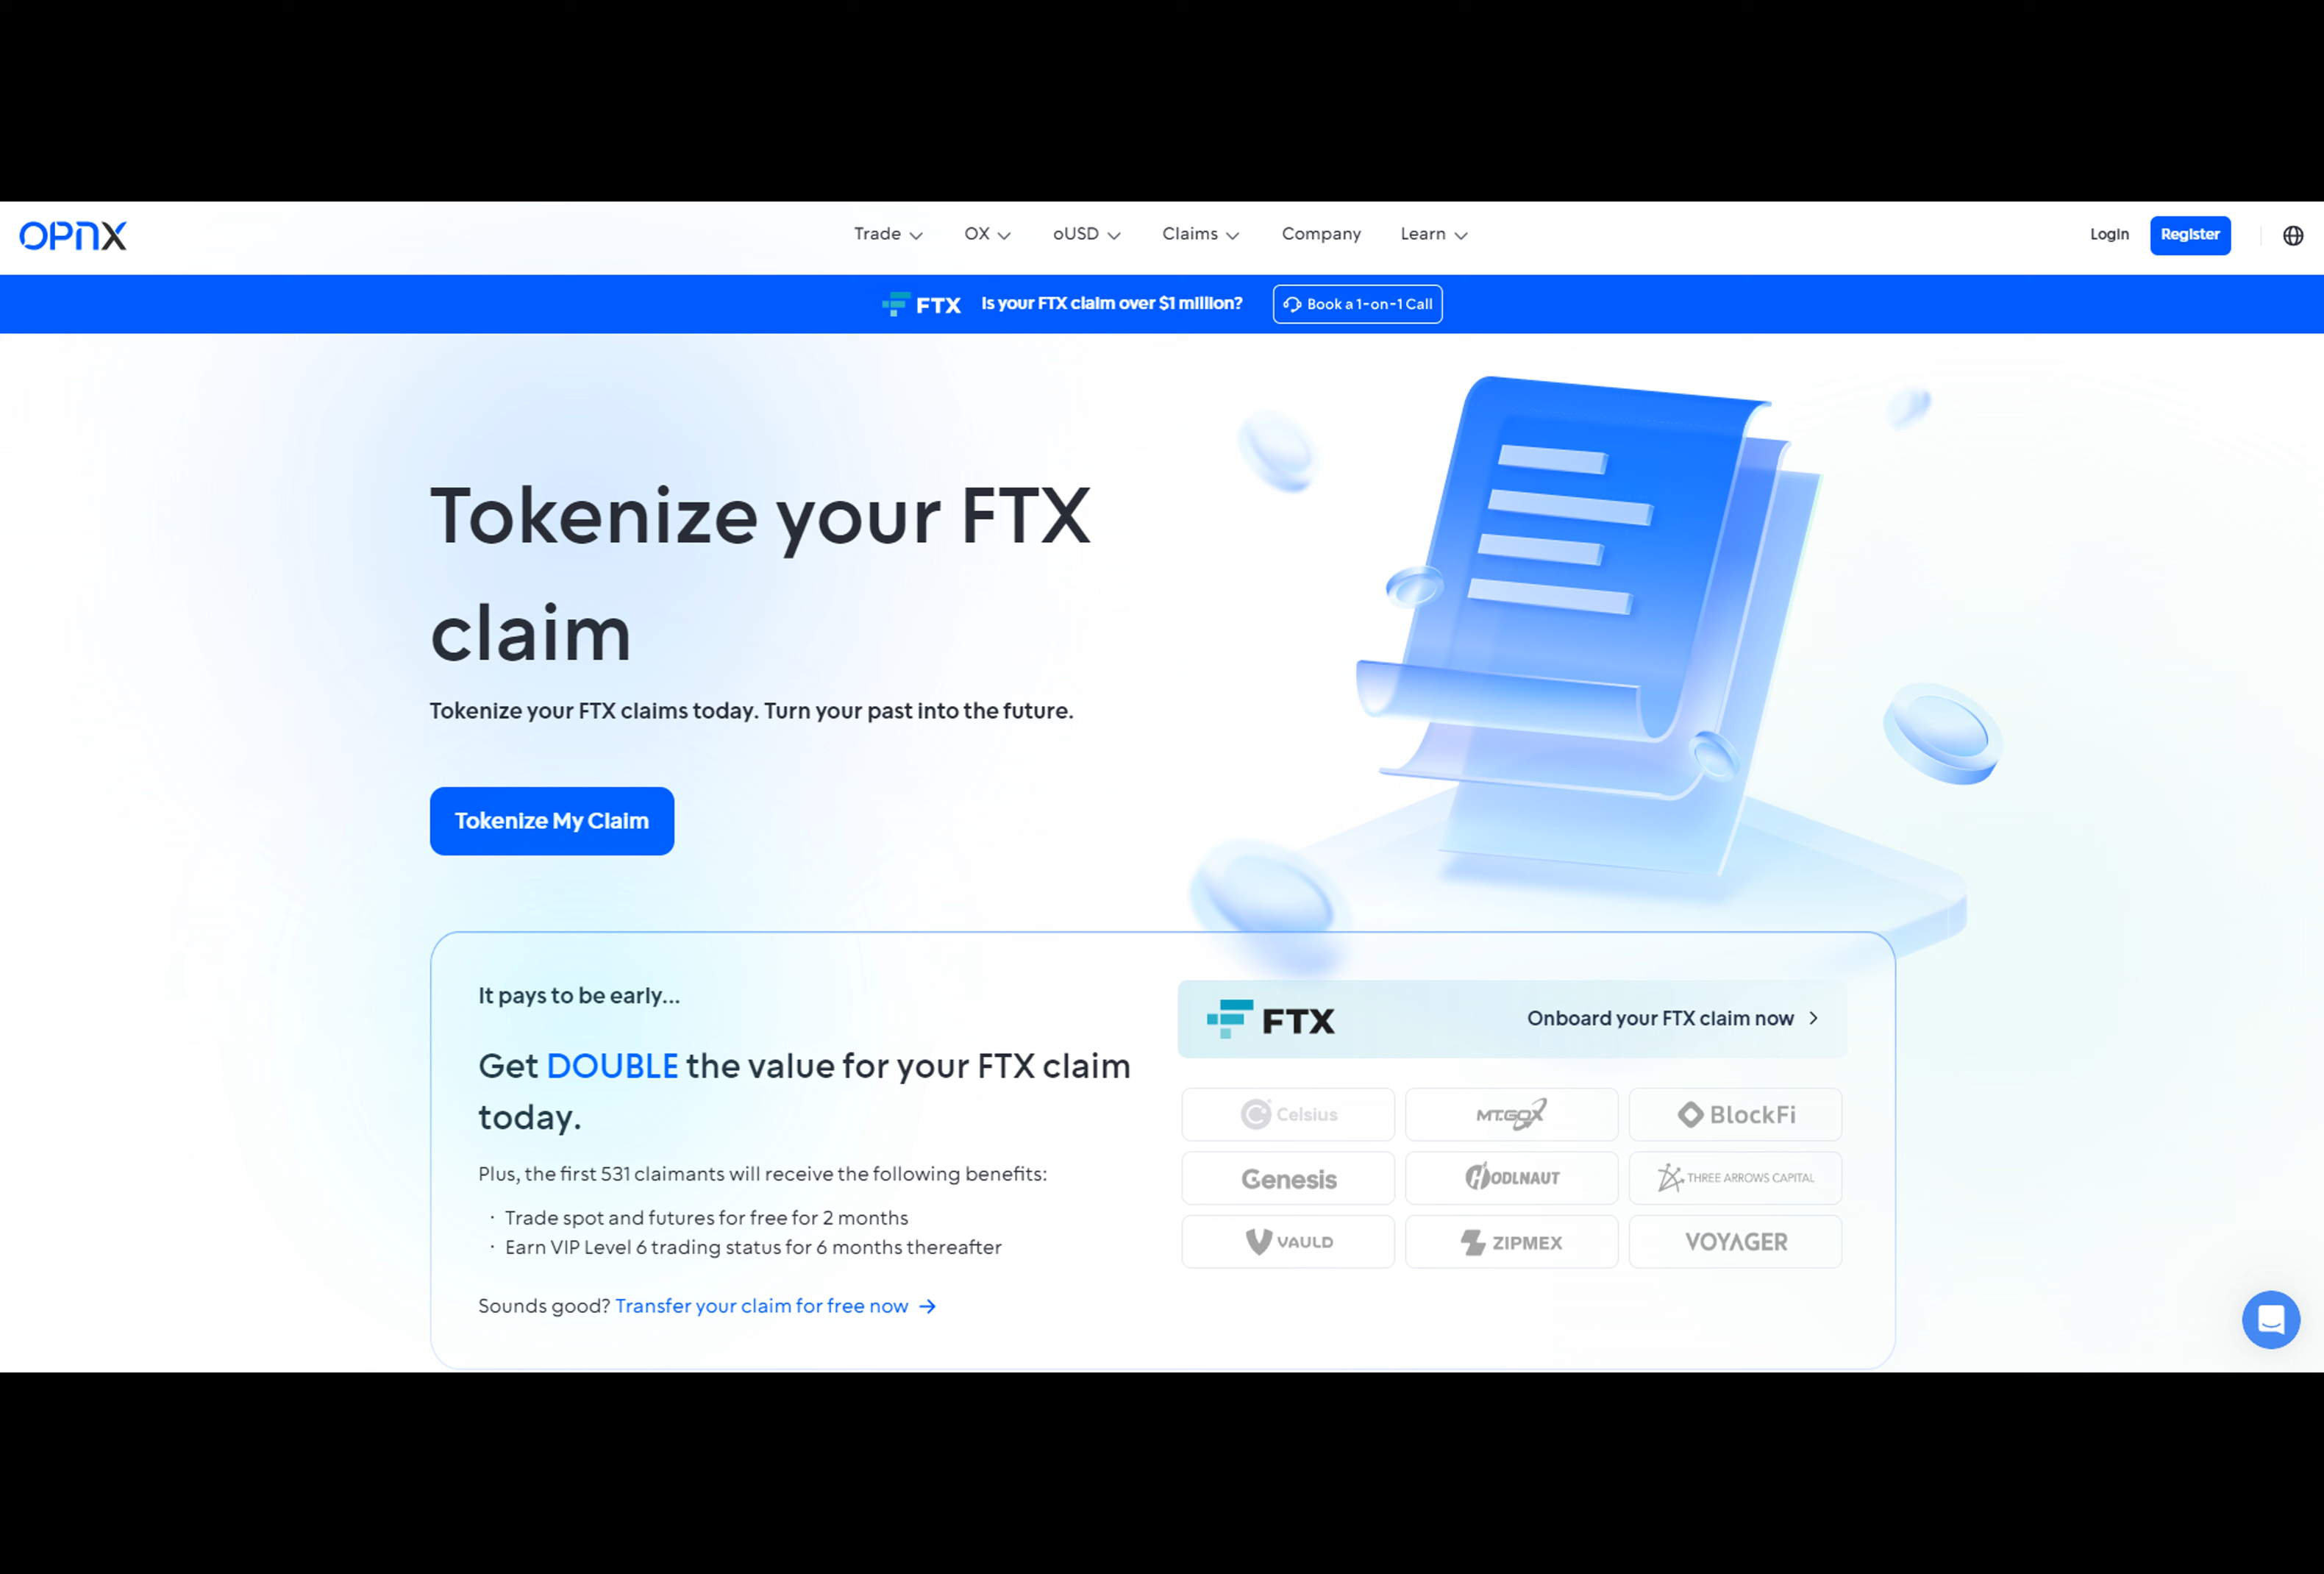 OPNX
Trade
OX
oUSD
Claims
Company
Learn
Login
Register
FTX Is your FTX claim over $1 million? Book a 1-on-1 Call
Tokenize your FTX
claim
Tokenize your FTX claims today. Turn your past into the future.
Tokenize My Claim
It pays to be early...
Get DOUBLE the value for your FTX claim
today.
Plus, the first 531 claimants will receive the following benefits:
· Trade spot and futures for free for 2 months
· Earn VIP Level 6 trading status for 6 months thereafter
Sounds good? Transfer your claim for free now
FTX
Onboard your FTX claim now
Celsius
MT.GOX
BlockFi
Genesis
HODLNAUT
THREE ARROWS CAPITAL
VAULD
ZIPMEX
VOYAGER